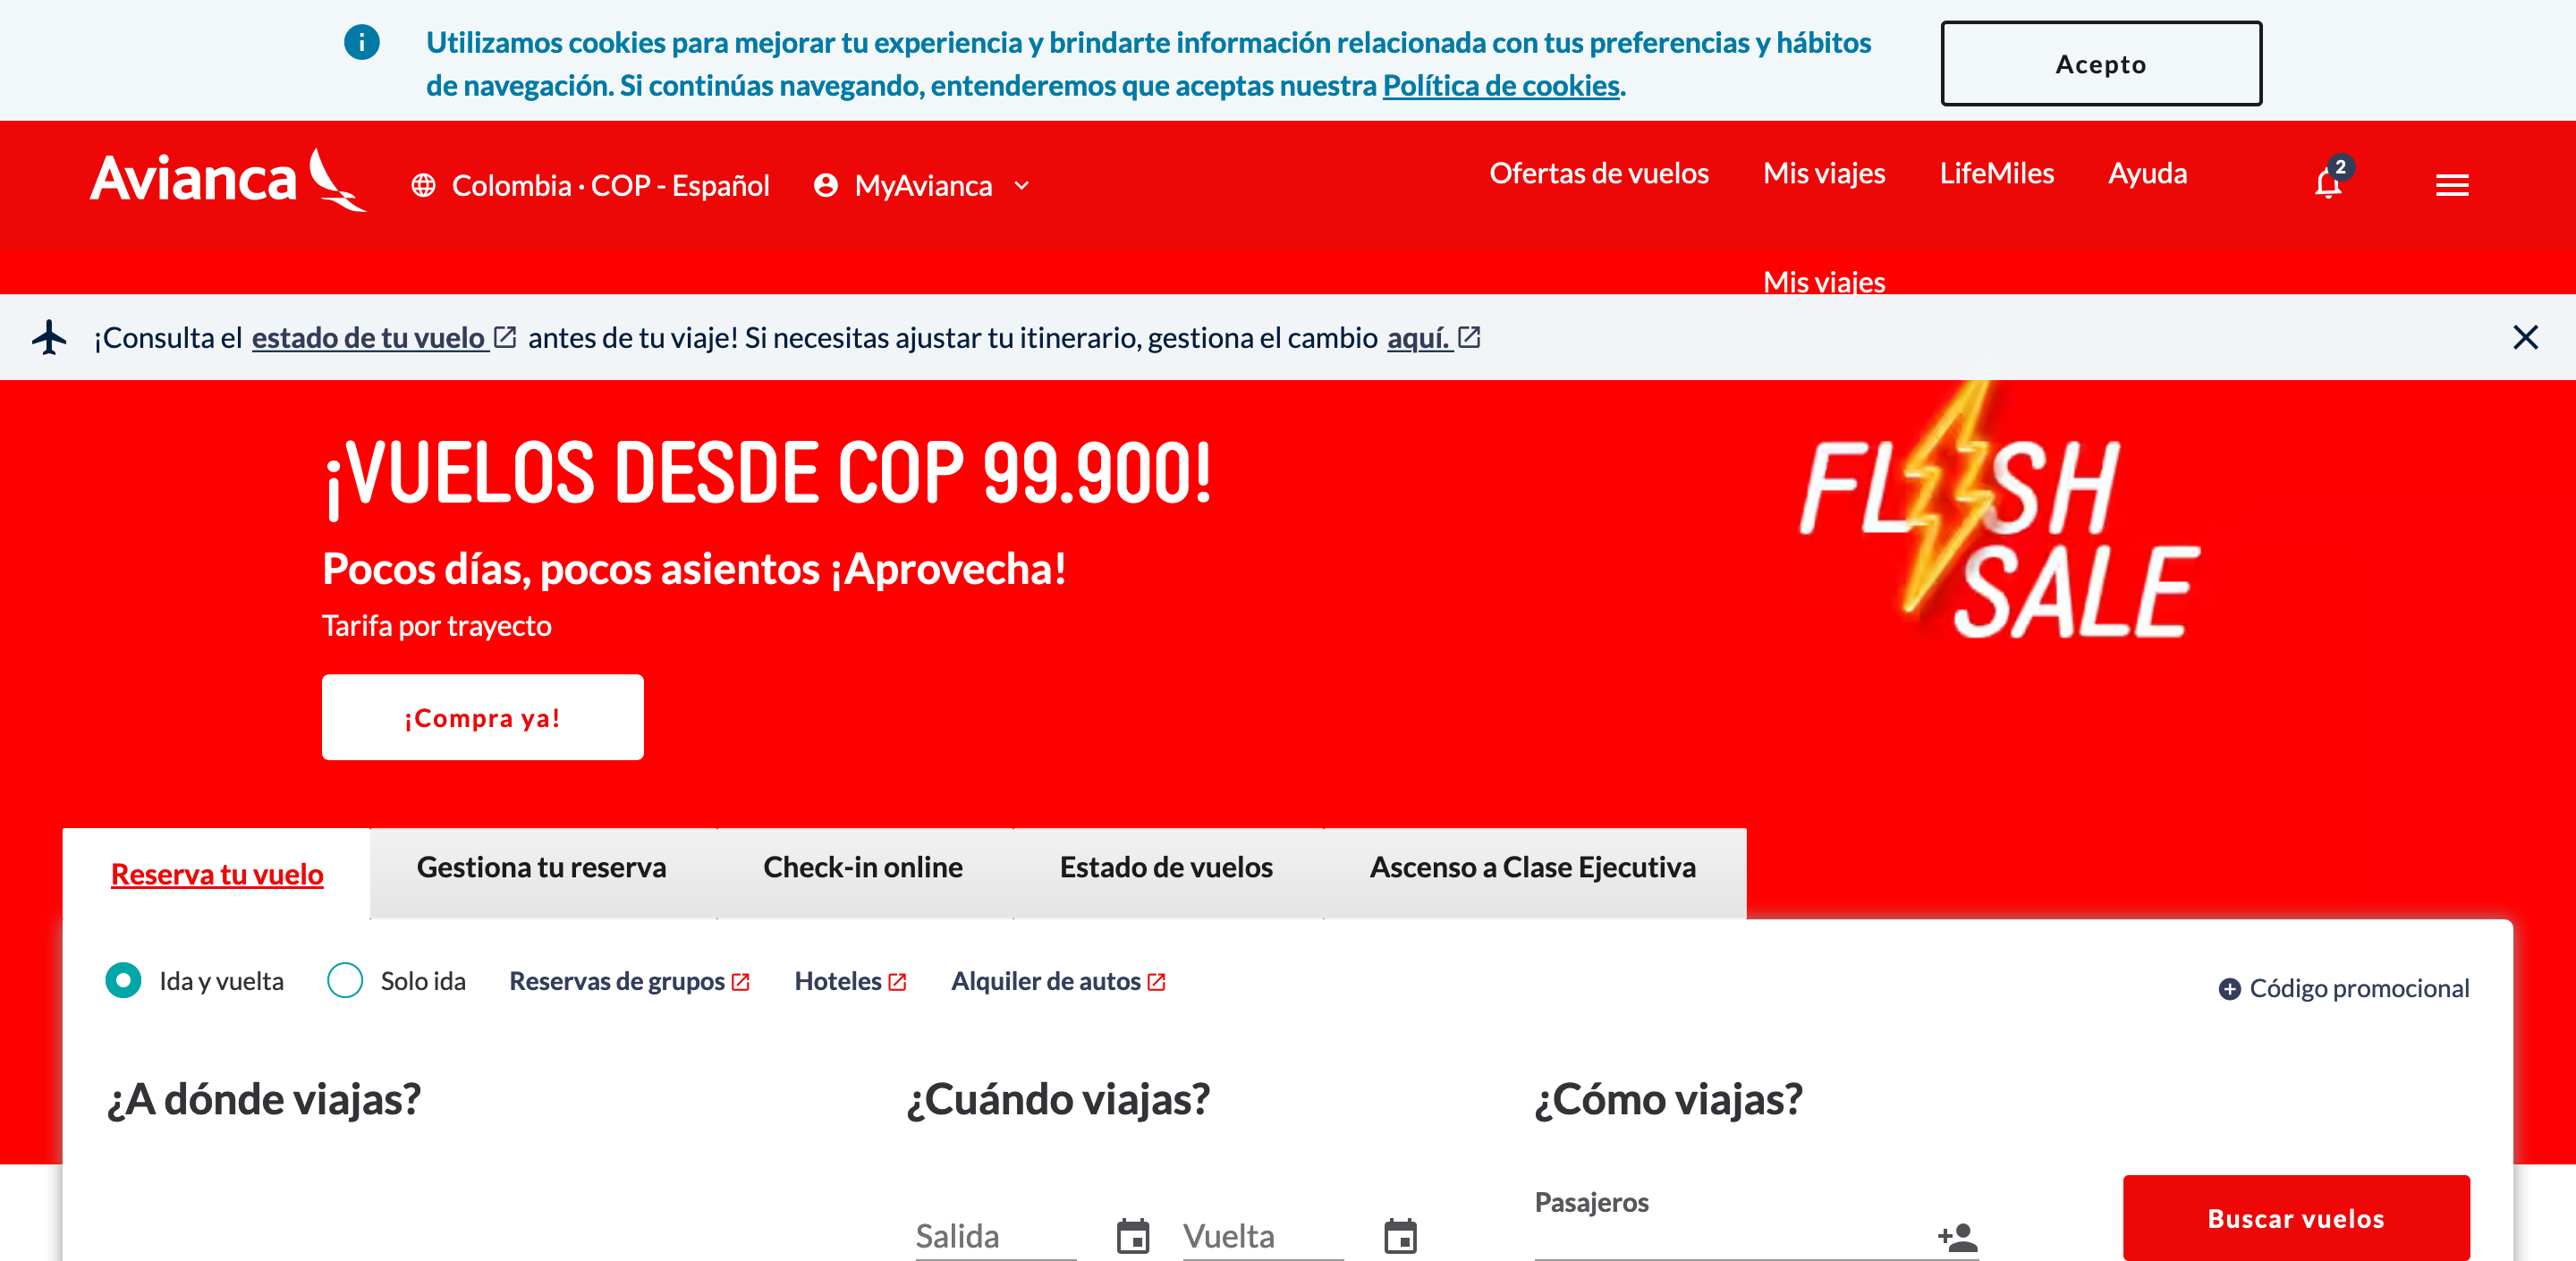 Utilizamos cookies para mejorar tu experiencia y brindarte información relacionada con tus preferencias y hábitos
de navegación. Si continúas navegando, entenderemos que aceptas nuestra Política de cookies.
Acepto
Avianca
Colombia · COP - Español
MyAvianca
Ofertas de vuelos
Mis viajes
LifeMiles
Ayuda
2
Mis viajes
¡Consulta el estado de tu vuelo antes de tu viaje! Si necesitas ajustar tu itinerario, gestiona el cambio aquí.
¡VUELOS DESDE COP 99.900!
Pocos días, pocos asientos ¡Aprovecha!
Tarifa por trayecto
¡Compra ya!
FLASH
SALE
Reserva tu vuelo
Gestiona tu reserva
Check-in online
Estado de vuelos
Ascenso a Clase Ejecutiva
Ida y vuelta
Solo ida
Reservas de grupos
Hoteles
Alquiler de autos
Código promocional
¿A dónde viajas?
¿Cuándo viajas?
¿Cómo viajas?
Salida
Vuelta
Pasajeros
Buscar vuelos